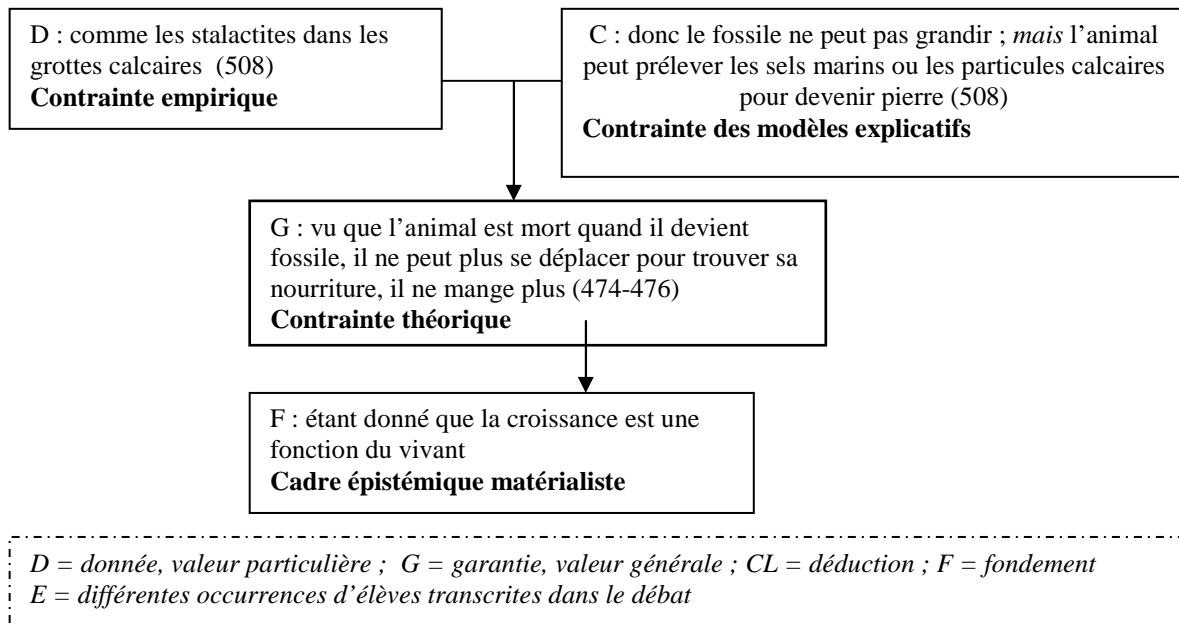 D : comme les stalactites dans les
grottes calcaires (508)
Contrainte empirique
C : donc le fossile ne peut pas grandir ; mais l’animal
peut prélever les sels marins ou les particules calcaires
pour devenir pierre (508)
Contrainte des modèles explicatifs
G : vu que l’animal est mort quand il devient
fossile, il ne peut plus se déplacer pour trouver sa
nourriture, il ne mange plus (474-476)
Contrainte théorique
F : étant donné que la croissance est une
fonction du vivant
Cadre épistémique matérialiste
D = donnée, valeur particulière ; G = garantie, valeur générale ; CL = déduction ; F = fondement
E = différentes occurrences d’élèves transcrites dans le débat